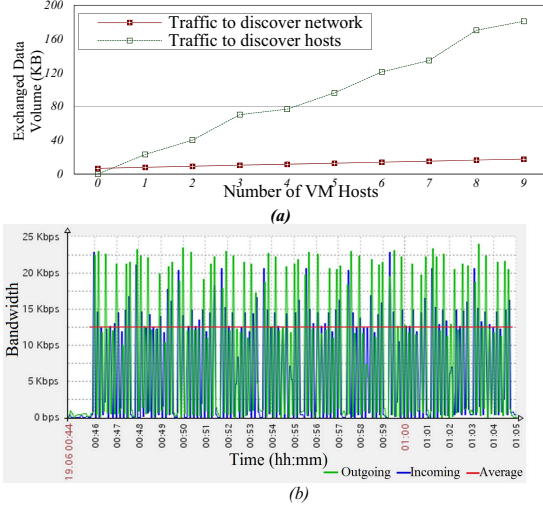 200
Traffic to discover network
Traffic to discover hosts
160
120
80
40
0
Exchanged Data
Volume (KB)
0 1 2 3 4 5 6 7 8 9
Number of VM Hosts
(a)
25 Kbps
20 Kbps
15 Kbps
10 Kbps
5 Kbps
0 bps
Bandwidth
19.06 00:44 00:46 00:47 00:48 00:49 00:50 00:51 00:52 00:53 00:54 00:55 00:56 00:57 00:58 00:59 01:00 01:01 01:02 01:03 01:04 01:05
Time (hh:mm)
Outgoing Incoming Average
(b)